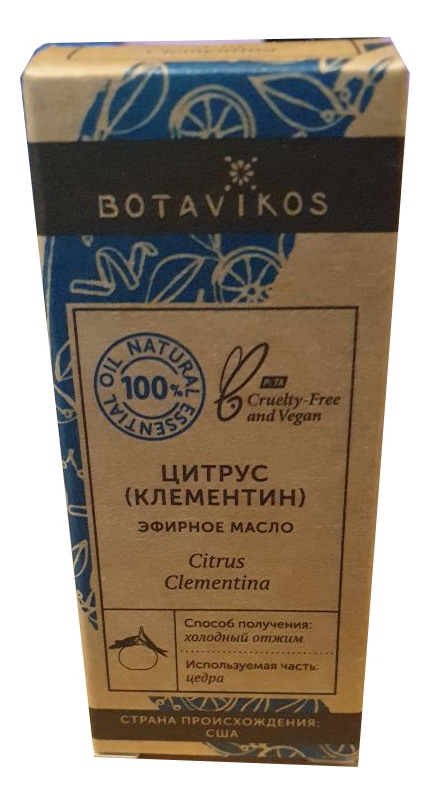 BOTAVIKOS
100%
NATURAL
ESSENTIAL OIL
PETA
Cruelty-Free
and Vegan
ЦИТРУС
(КЛЕМЕНТИН)
ЭФИРНОЕ МАСЛО
Citrus
Clementina
Способ получения:
холодный отжим
Используемая часть:
цедра
СТРАНА ПРОИСХОЖДЕНИЯ:
США